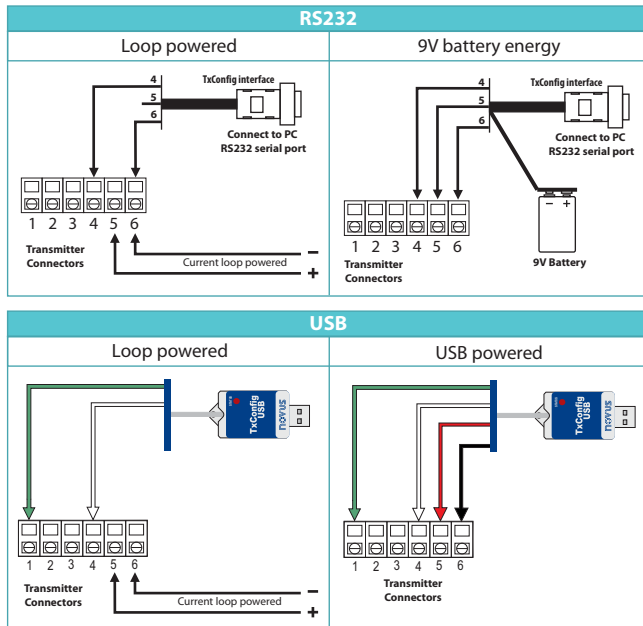 RS232
Loop powered
9V battery energy
4
5
6
TxConfig interface
Connect to PC
RS232 serial port
1 2 3 4 5 6
Transmitter
Connectors
Current loop powered
−
+
4
5
6
TxConfig interface
Connect to PC
RS232 serial port
1 2 3 4 5 6
Transmitter
Connectors
− +
9V Battery
USB
Loop powered
USB powered
TxConfig
USB
novus
1 2 3 4 5 6
Transmitter
Connectors
Current loop powered
−
+
TxConfig
USB
novus
1 2 3 4 5 6
Transmitter
Connectors